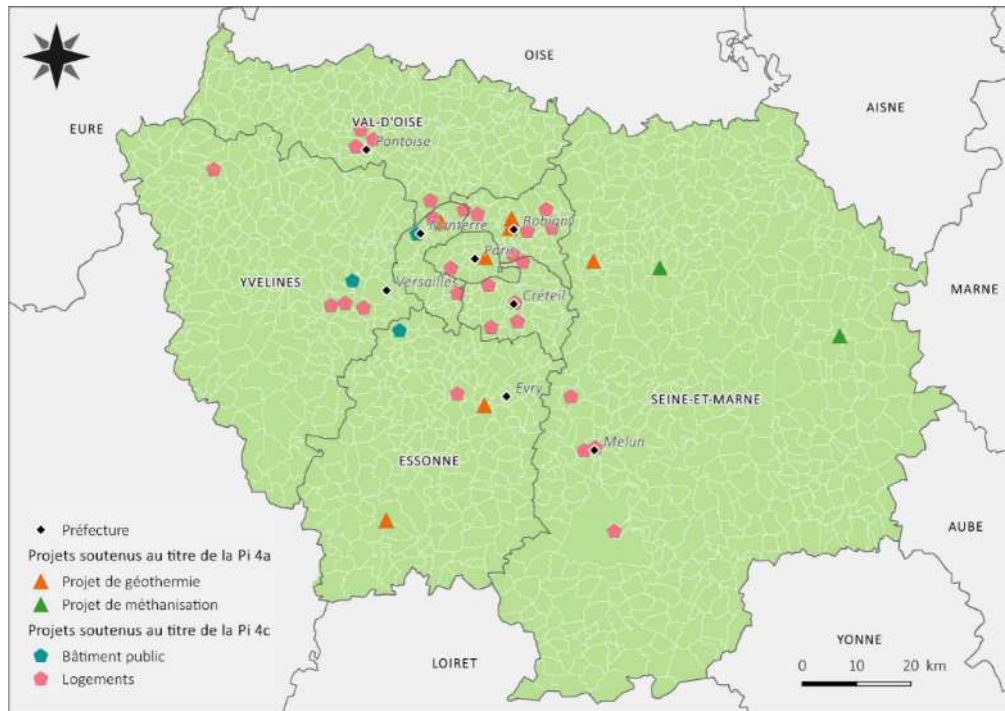 OISE
AISNE
EURE
VAL-D'OISE
Pontoise
Nanterre
Bobigny
Paris
MARNE
YVELINES
Versailles
Créteil
Evry
SEINE-ET-MARNE
ESSONNE
Melun
AUBE
YONNE
LOIRET
Préfecture
Projets soutenus au titre de la Pi 4a
Projet de géothermie
Projet de méthanisation
Projets soutenus au titre de la Pi 4c
Bâtiment public
Logements
0 10 20 km